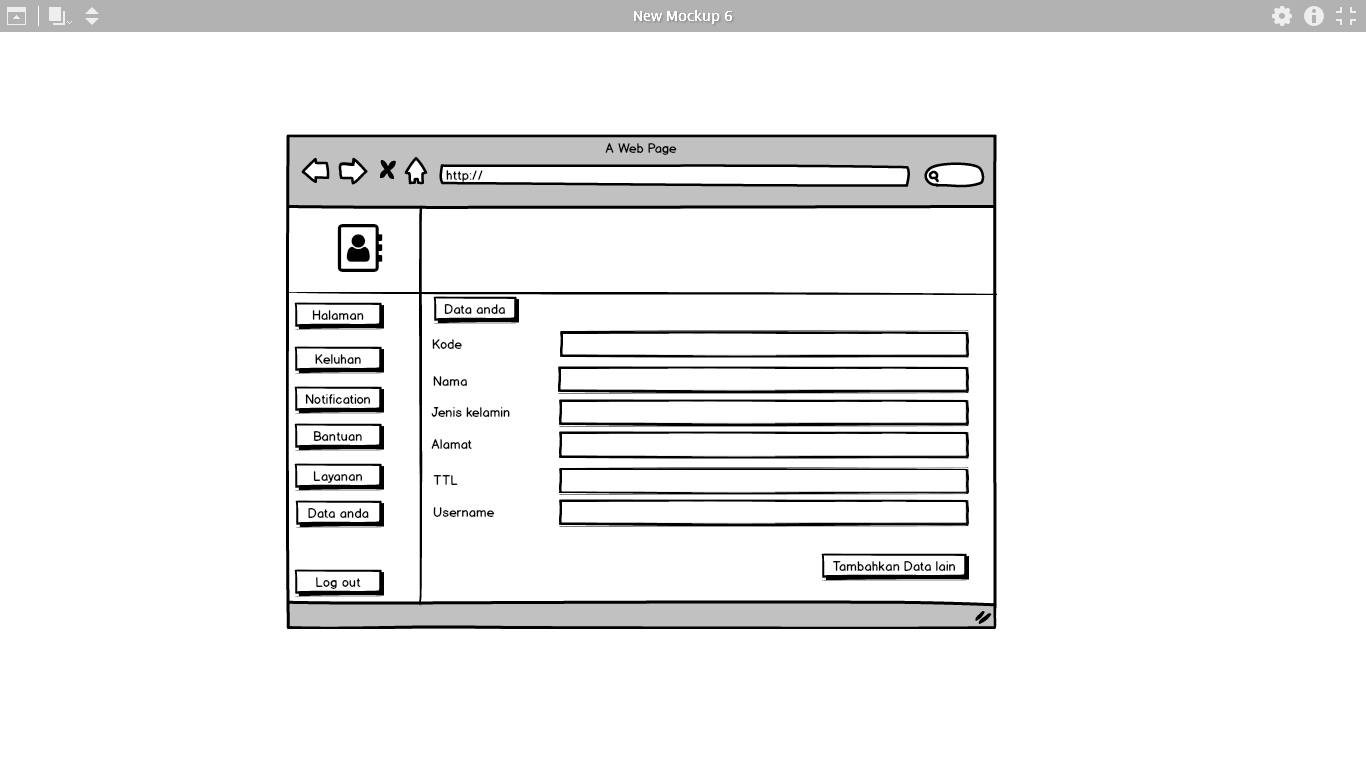 New Mockup 6
A Web Page
http://
Halaman
Keluhan
Notification
Bantuan
Layanan
Data anda
Log out
Data anda
Kode
Nama
Jenis kelamin
Alamat
TTL
Username
Tambahkan Data lain